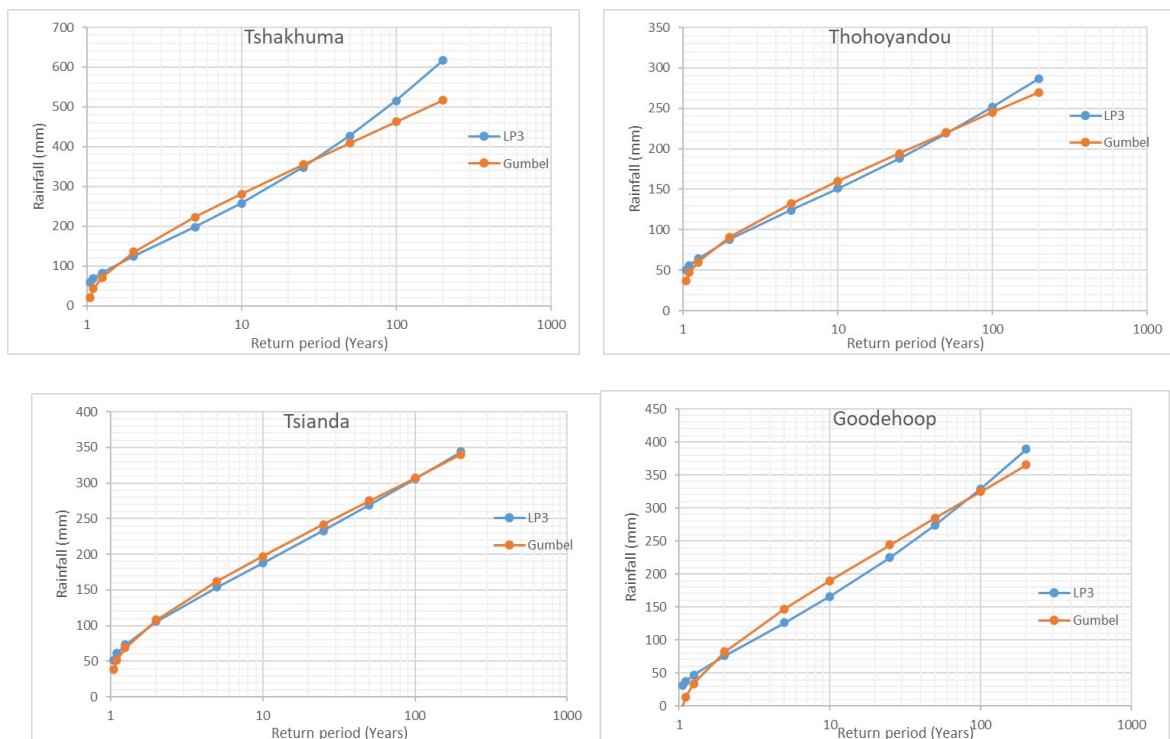 Tshakhuma
700
600
500
400
300
200
100
0
Rainfall (mm)
LP3
Gumbel
1 10 100 1000
Return period (Years)
Thohoyandou
350
300
250
200
150
100
50
0
Rainfall (mm)
LP3
Gumbel
1 10 100 1000
Return period (Years)
Tsianda
400
350
300
250
200
150
100
50
0
Rainfall (mm)
LP3
Gumbel
1 10 100 1000
Return period (Years)
Goodehoop
450
400
350
300
250
200
150
100
50
0
Rainfall (mm)
LP3
Gumbel
1 10 100 1000
Return period (Years)